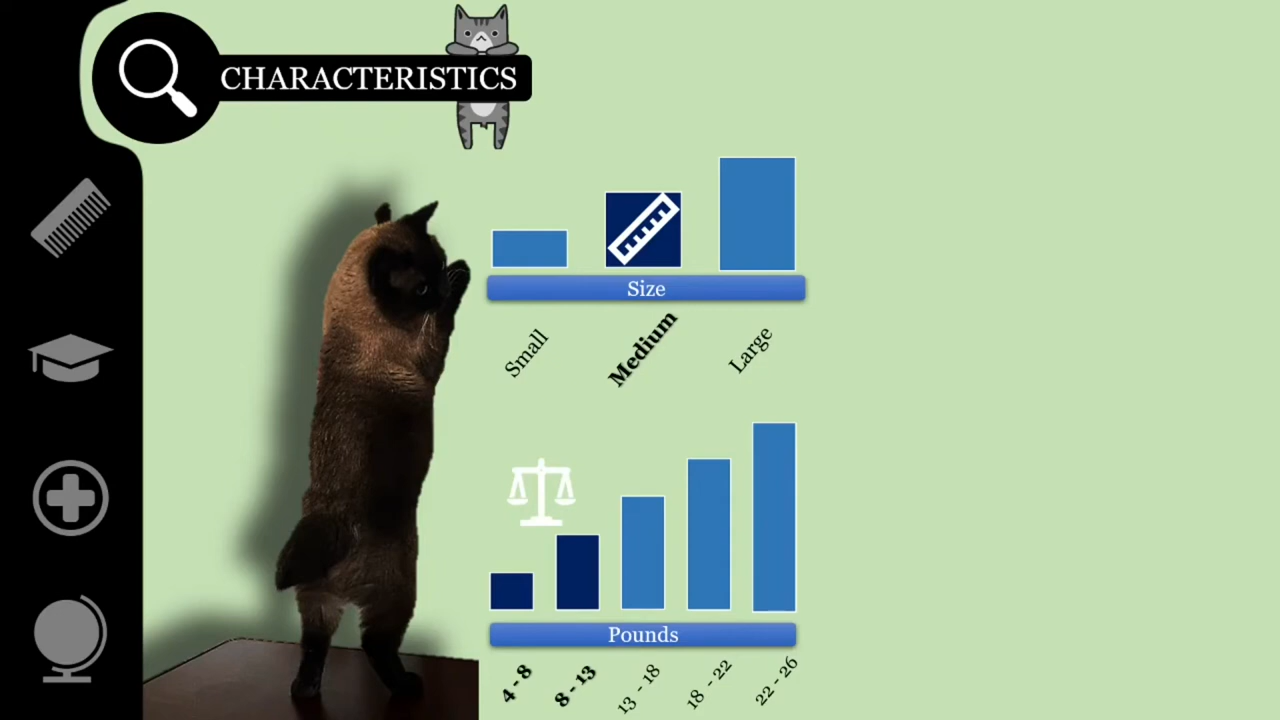 CHARACTERISTICS
Size
Small
Medium
Large
Pounds
4 - 8
8 - 13
13 - 18
18 - 22
22 - 26